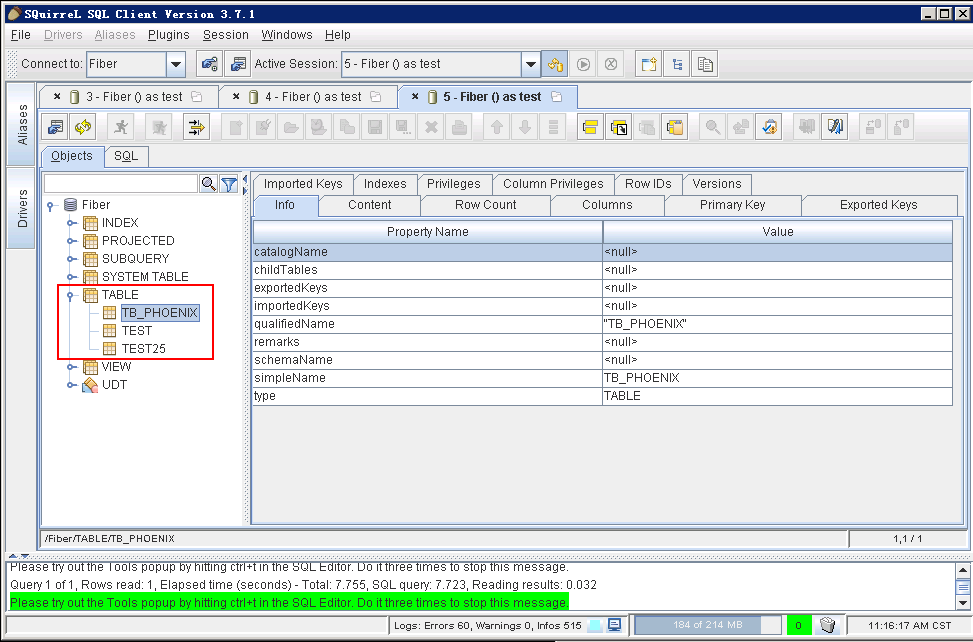 SQuirreL SQL Client Version 3.7.1
File Drivers Aliases Plugins Session Windows Help
Connect to: Fiber Active Session: 5 - Fiber () as test
Aliases
Drivers
3 - Fiber () as test 4 - Fiber () as test 5 - Fiber () as test
Objects SQL
Fiber
INDEX
PROJECTED
SUBQUERY
SYSTEM TABLE
TABLE
TB_PHOENIX
TEST
TEST25
VIEW
UDT
Imported Keys Indexes Privileges Column Privileges Row IDs Versions
Info Content Row Count Columns Primary Key Exported Keys
Property Name Value
catalogName <null>
childTables <null>
exportedKeys <null>
importedKeys <null>
qualifiedName "TB_PHOENIX"
remarks <null>
schemaName <null>
simpleName TB_PHOENIX
type TABLE
/Fiber/TABLE/TB_PHOENIX 1,1 / 1
Please try out the Tools popup by hitting ctrl+t in the SQL Editor. Do it three times to stop this message.
Query 1 of 1, Rows read: 1, Elapsed time (seconds) - Total: 7.755, SQL query: 7.723, Reading results: 0.032
Please try out the Tools popup by hitting ctrl+t in the SQL Editor. Do it three times to stop this message.
Logs: Errors 60, Warnings 0, Infos 515 184 of 214 MB 0 11:16:17 AM CST